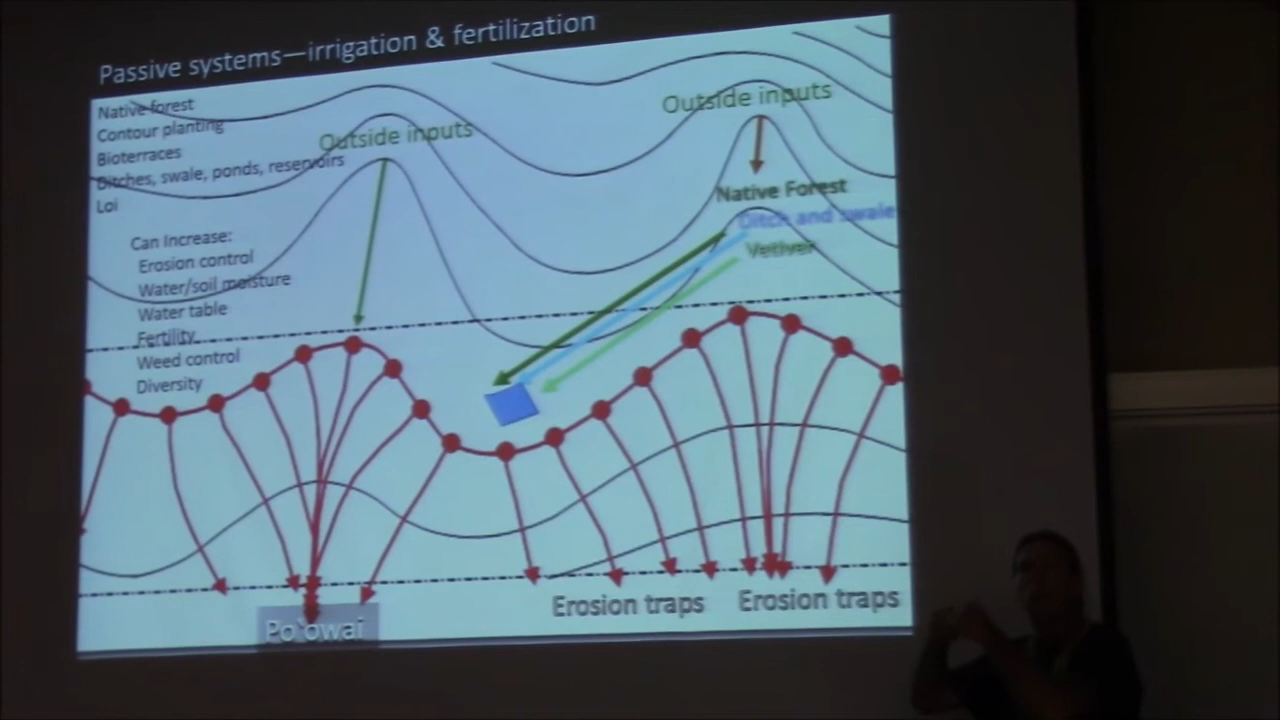 Passive systems—irrigation & fertilization
Native forest
Contour planting
Bioterraces
Ditches, swale, ponds, reservoirs
Loi
Can Increase:
Erosion control
Water/soil moisture
Water table
Fertility
Weed control
Diversity
Outside inputs
Outside inputs
Native Forest
Ditch and swale
Vetiver
Po`owai
Erosion traps
Erosion traps